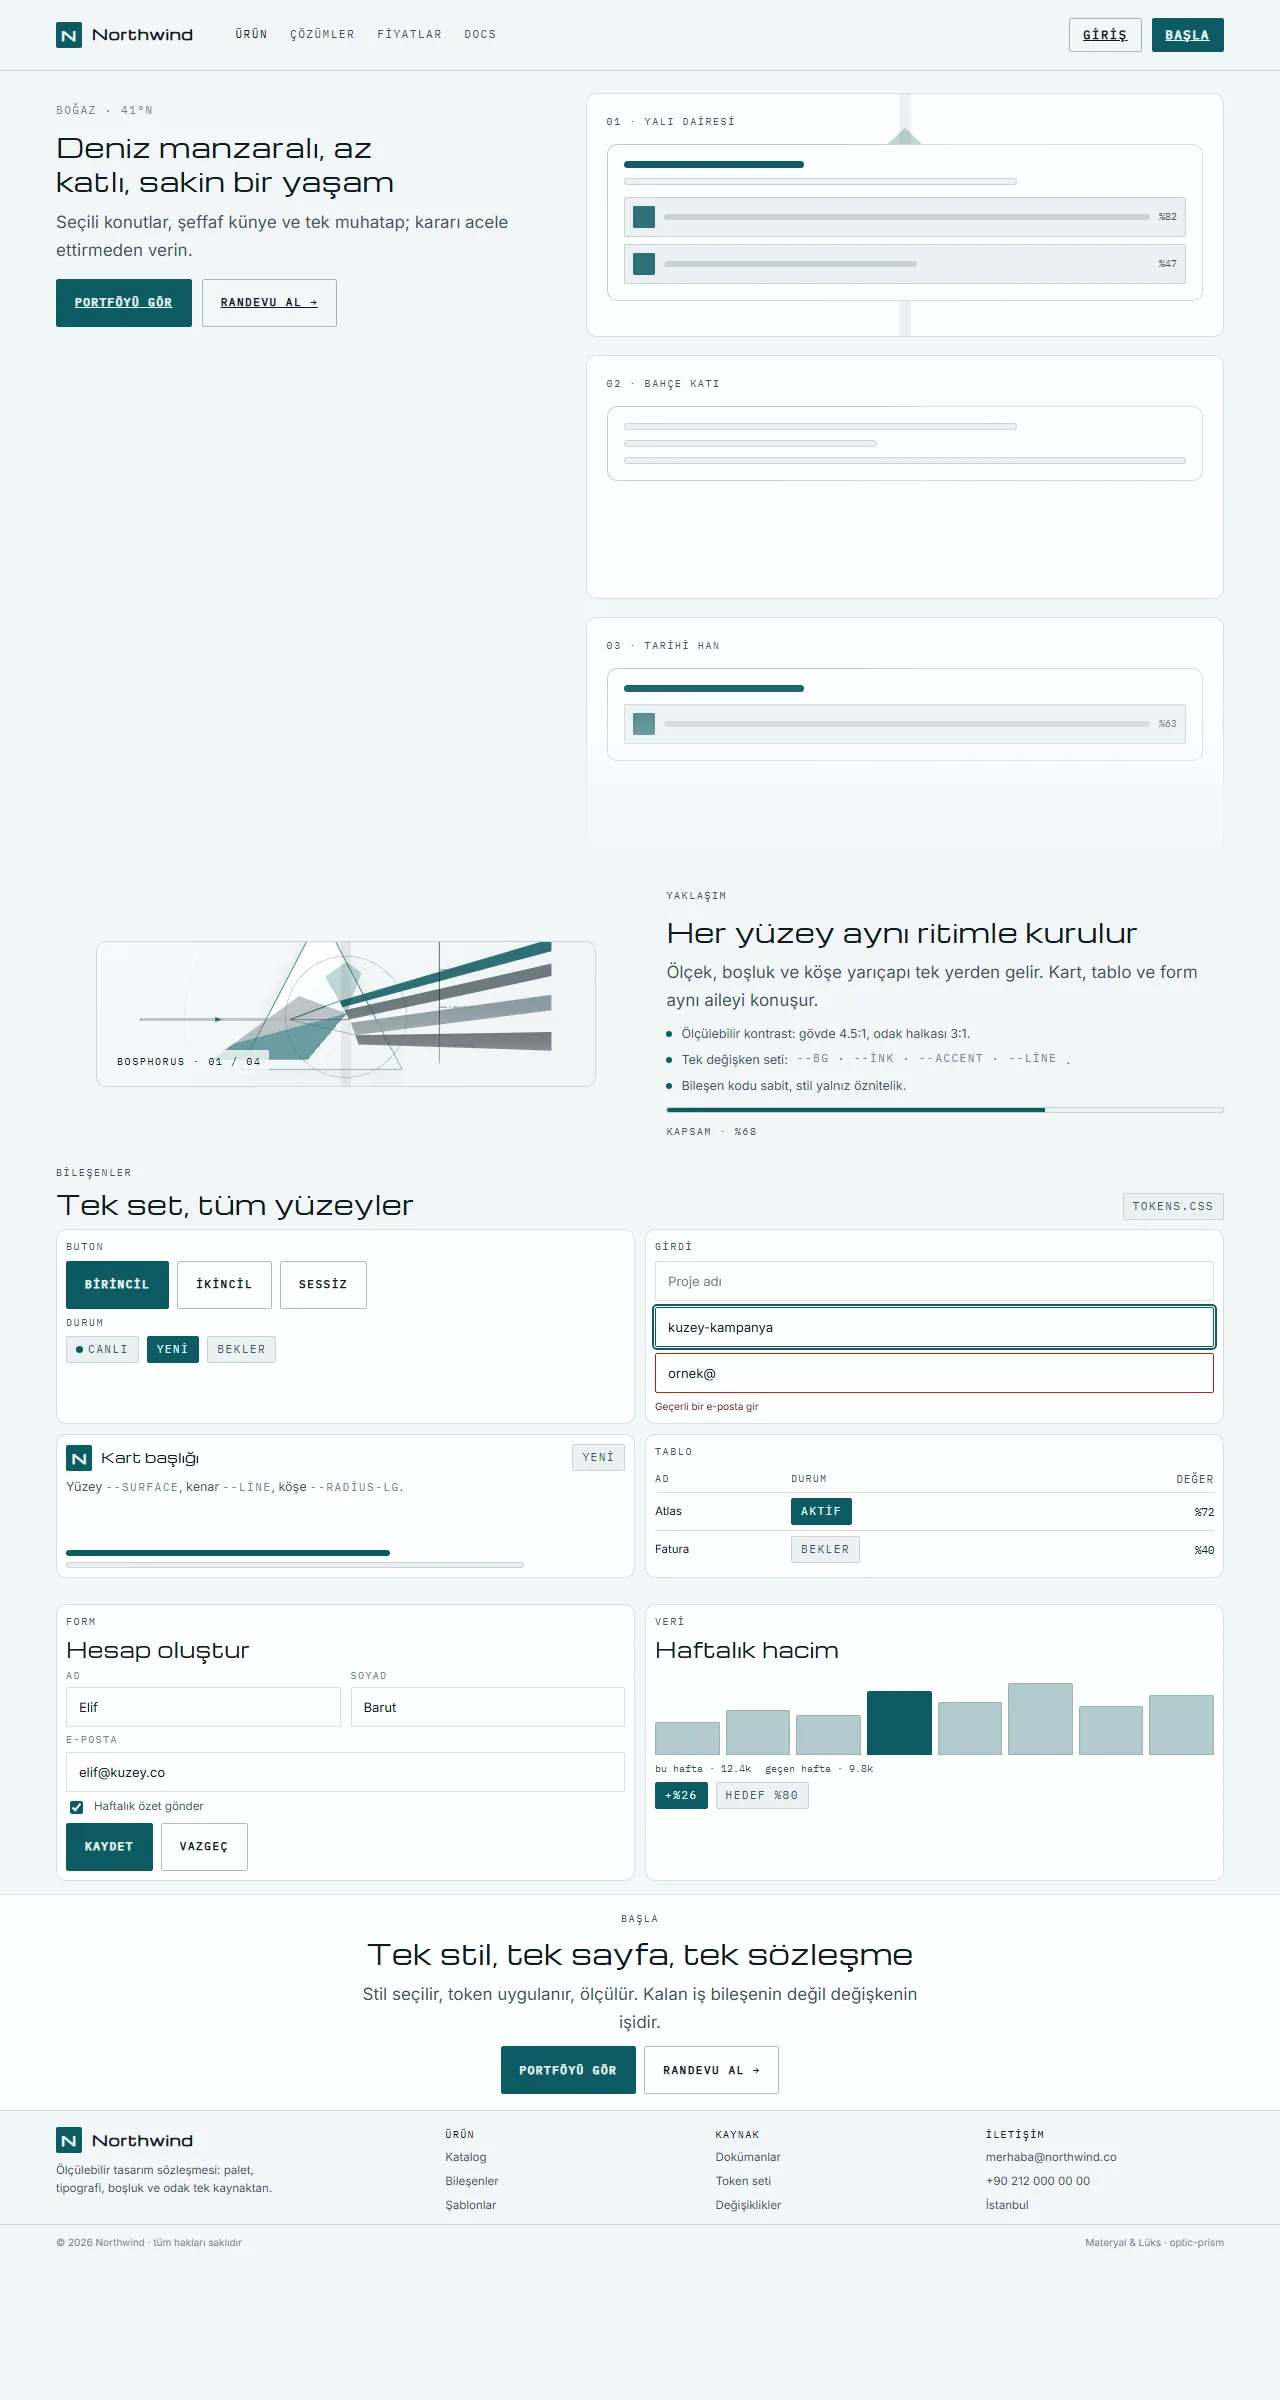 N Northwind
ÜRÜN ÇÖZÜMLER FİYATLAR DOCS
GİRİŞ BAŞLA
BOĞAZ · 41°N
Deniz manzaralı, az
katlı, sakin bir yaşam
Seçili konutlar, şeffaf künye ve tek muhatap; kararı acele
ettirmeden verin.
PORTFÖYÜ GÖR RANDEVU AL →
01 · YALI DAİRESİ
%82
%47
02 · BAHÇE KATI
03 · TARİHİ HAN
%63
BOSPHORUS · 01 / 04
YAKLAŞIM
Her yüzey aynı ritimle kurulur
Ölçek, boşluk ve köşe yarıçapı tek yerden gelir. Kart, tablo ve form
aynı aileyi konuşur.
Ölçülebilir kontrast: gövde 4.5:1, odak halkası 3:1.
Tek değişken seti: --BG · --İNK · --ACCENT · --LİNE .
Bileşen kodu sabit, stil yalnız öznitelik.
KAPSAM · %68
BİLEŞENLER
Tek set, tüm yüzeyler
TOKENS.CSS
BUTON
BİRİNCİL İKİNCİL SESSİZ
DURUM
CANLI YENİ BEKLER
GİRDİ
Proje adı
kuzey-kampanya
ornek@
Geçerli bir e-posta gir
N Kart başlığı YENİ
Yüzey --SURFACE, kenar --LİNE, köşe --RADİUS-LG.
TABLO
AD DURUM DEĞER
Atlas AKTİF %72
Fatura BEKLER %40
FORM
Hesap oluştur
AD SOYAD
Elif Barut
E-POSTA
elif@kuzey.co
Haftalık özet gönder
KAYDET VAZGEÇ
VERİ
Haftalık hacim
bu hafta · 12.4k geçen hafta · 9.8k
+%26 HEDEF %80
BAŞLA
Tek stil, tek sayfa, tek sözleşme
Stil seçilir, token uygulanır, ölçülür. Kalan iş bileşenin değil değişkenin
işidir.
PORTFÖYÜ GÖR RANDEVU AL →
N Northwind
Ölçülebilir tasarım sözleşmesi: palet,
tipografi, boşluk ve odak tek kaynaktan.
ÜRÜN
Katalog
Bileşenler
Şablonlar
KAYNAK
Dokümanlar
Token seti
Değişiklikler
İLETİŞİM
merhaba@northwind.co
+90 212 000 00 00
İstanbul
© 2026 Northwind · tüm hakları saklıdır
Materyal & Lüks · optic-prism